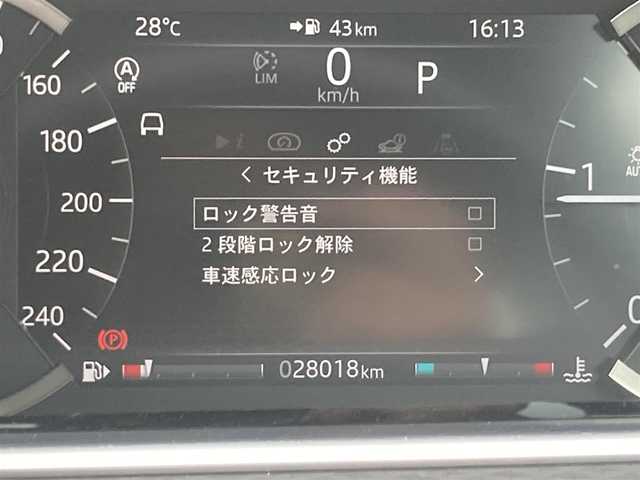 28°C 43km 16:13
160 OFF LIM 0 P
km/h
180
i
< セキュリティ機能 1 AUT
200 ロック警告音
2段階ロック解除
220 車速感応ロック >
240 0
P
028018km